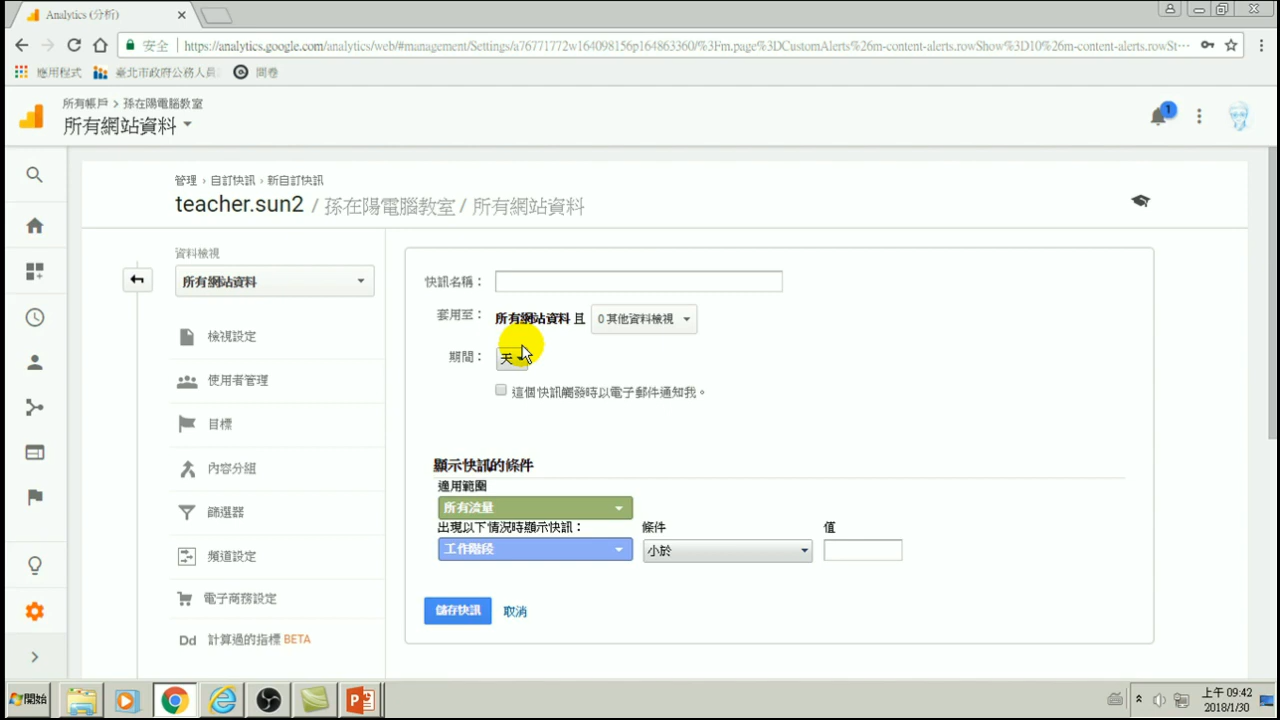 Analytics (分析)
安全 https://analytics.google.com/analytics/web/#management/Settings/a76771772w164098156p164863360/%3Fm.page%3DCustomAlerts%26m-content-alerts.rowShow%3D10%26m-content-alerts.rowSt···
應用程式 臺北市政府公務人員 問卷
所有帳戶 > 孫在陽電腦教室
所有網站資料
1
管理 > 自訂快訊 > 新自訂快訊
teacher.sun2 / 孫在陽電腦教室 / 所有網站資料
資料檢視
所有網站資料
檢視設定
使用者管理
目標
內容分組
篩選器
頻道設定
電子商務設定
Dd 計算過的指標 BETA
快訊名稱：
套用至： 所有網站資料 且 0 其他資料檢視
期間： 天
這個快訊觸發時以電子郵件通知我。
顯示快訊的條件
適用範圍
所有流量
出現以下情況時顯示快訊： 條件 值
工作階段 小於
儲存快訊 取消
開始
上午 09:42
2018/1/30